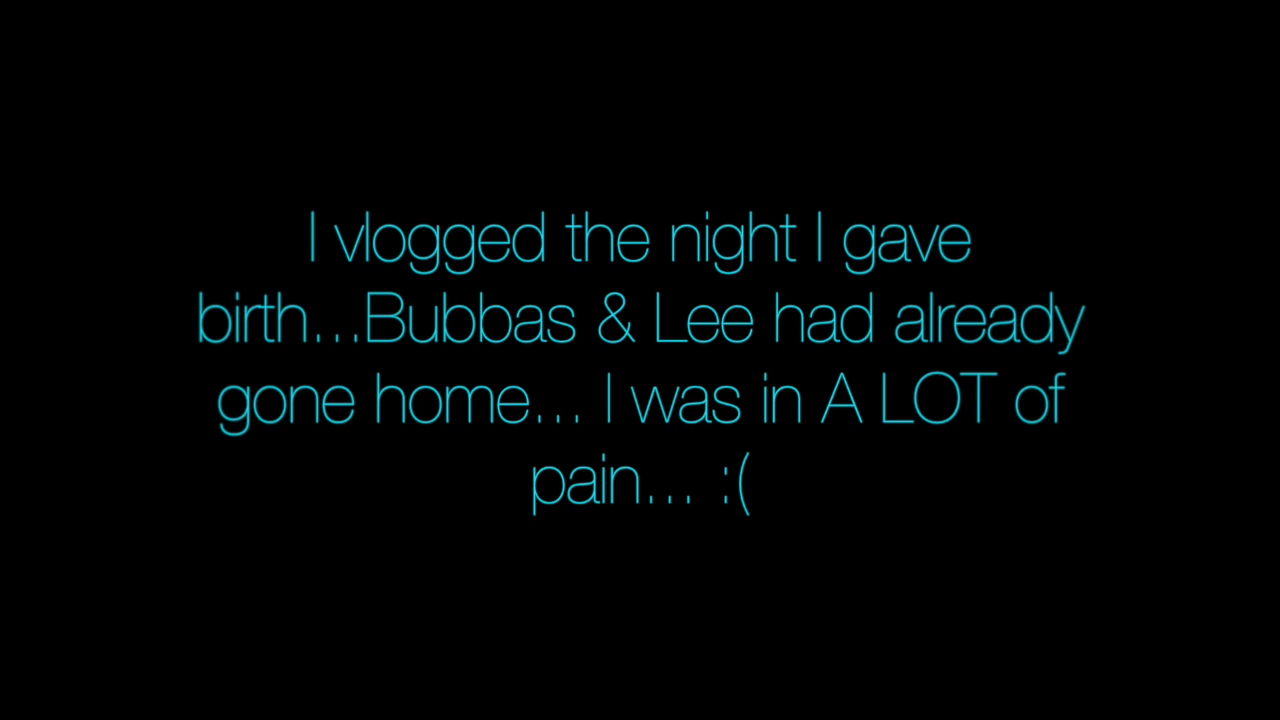 I vlogged the night I gave
birth...Bubbas & Lee had already
gone home... I was in A LOT of
pain... :(